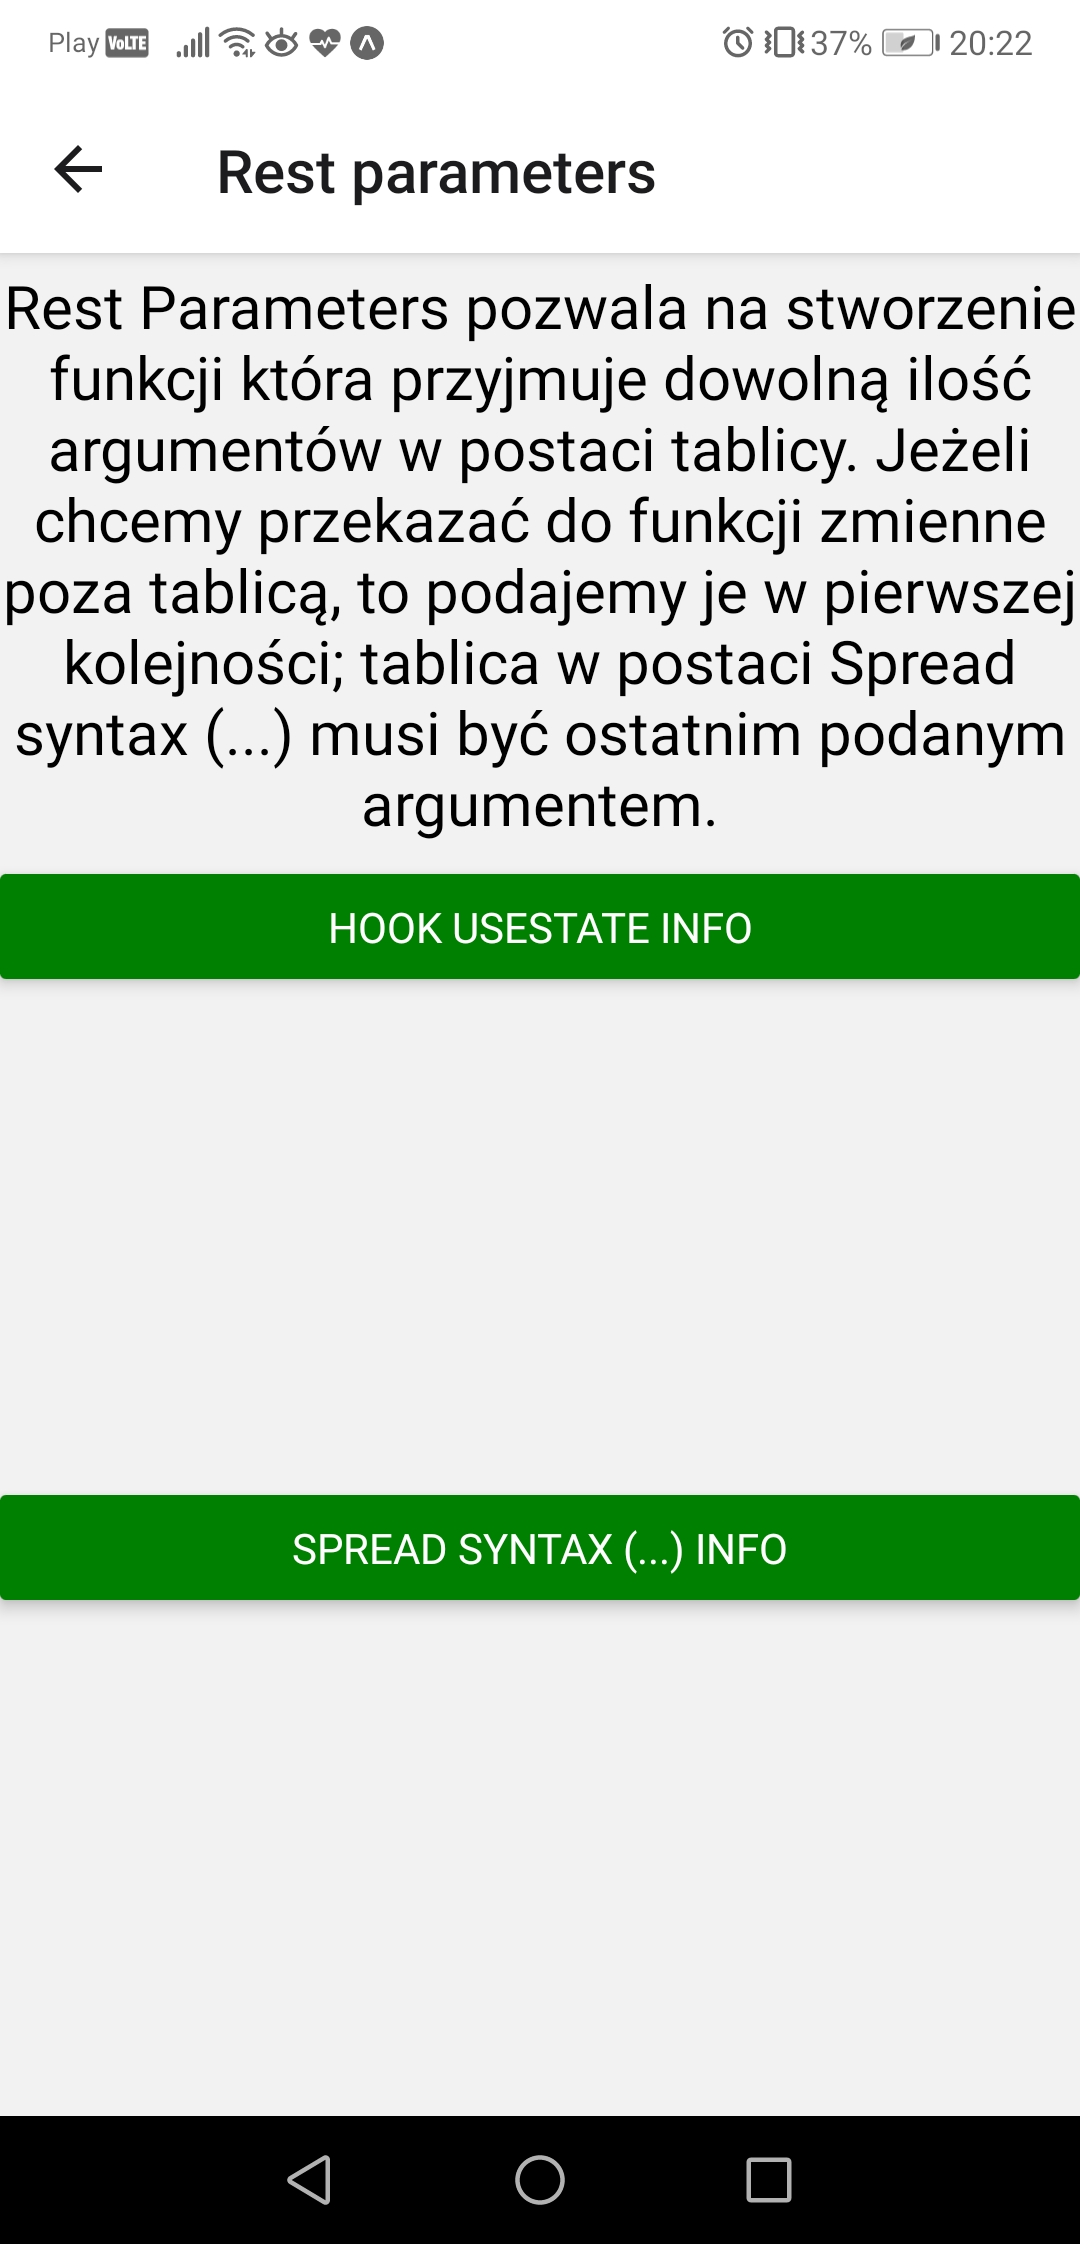 Play VoLTE 37% 20:22
Rest parameters
Rest Parameters pozwala na stworzenie
funkcji która przyjmuje dowolną ilość
argumentów w postaci tablicy. Jeżeli
chcemy przekazać do funkcji zmienne
poza tablicą, to podajemy je w pierwszej
kolejności; tablica w postaci Spread
syntax (...) musi być ostatnim podanym
argumentem.
HOOK USESTATE INFO
SPREAD SYNTAX (...) INFO